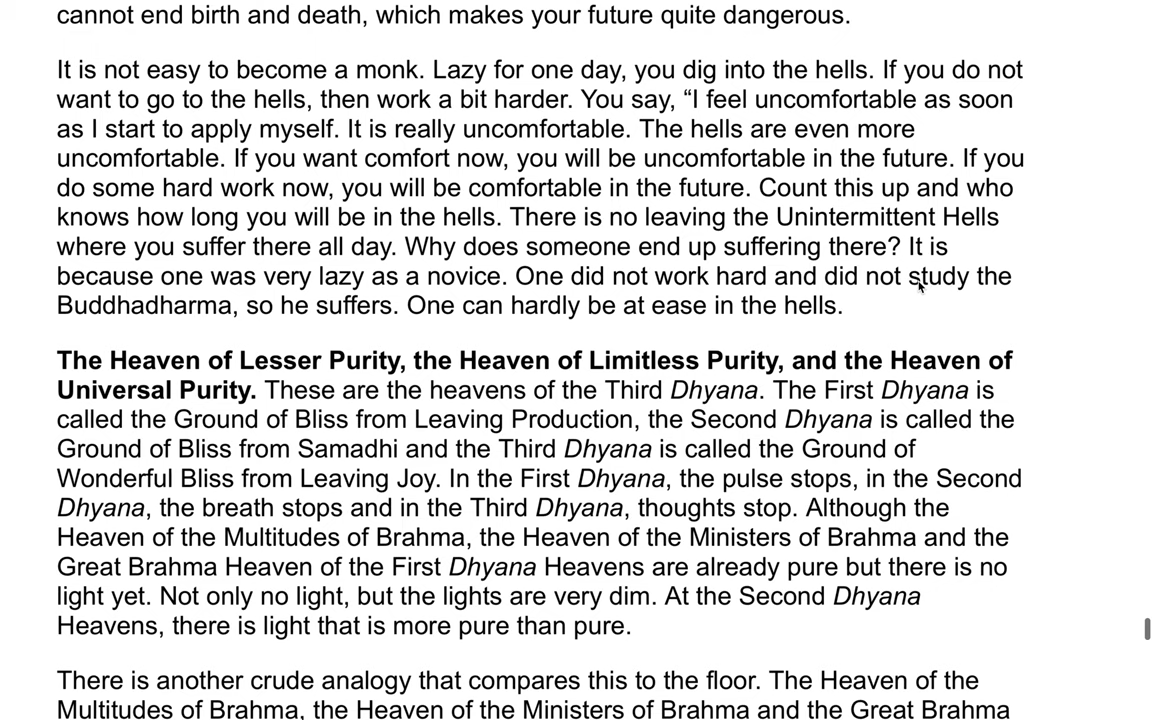 cannot end birth and death, which makes your future quite dangerous.
It is not easy to become a monk. Lazy for one day, you dig into the hells. If you do not
want to go to the hells, then work a bit harder. You say, “I feel uncomfortable as soon
as I start to apply myself. It is really uncomfortable. The hells are even more
uncomfortable. If you want comfort now, you will be uncomfortable in the future. If you
do some hard work now, you will be comfortable in the future. Count this up and who
knows how long you will be in the hells. There is no leaving the Unintermittent Hells
where you suffer there all day. Why does someone end up suffering there? It is
because one was very lazy as a novice. One did not work hard and did not study the
Buddhadharma, so he suffers. One can hardly be at ease in the hells.
The Heaven of Lesser Purity, the Heaven of Limitless Purity, and the Heaven of
Universal Purity. These are the heavens of the Third Dhyana. The First Dhyana is
called the Ground of Bliss from Leaving Production, the Second Dhyana is called the
Ground of Bliss from Samadhi and the Third Dhyana is called the Ground of
Wonderful Bliss from Leaving Joy. In the First Dhyana, the pulse stops, in the Second
Dhyana, the breath stops and in the Third Dhyana, thoughts stop. Although the
Heaven of the Multitudes of Brahma, the Heaven of the Ministers of Brahma and the
Great Brahma Heaven of the First Dhyana Heavens are already pure but there is no
light yet. Not only no light, but the lights are very dim. At the Second Dhyana
Heavens, there is light that is more pure than pure.
There is another crude analogy that compares this to the floor. The Heaven of the
Multitudes of Brahma, the Heaven of the Ministers of Brahma and the Great Brahma